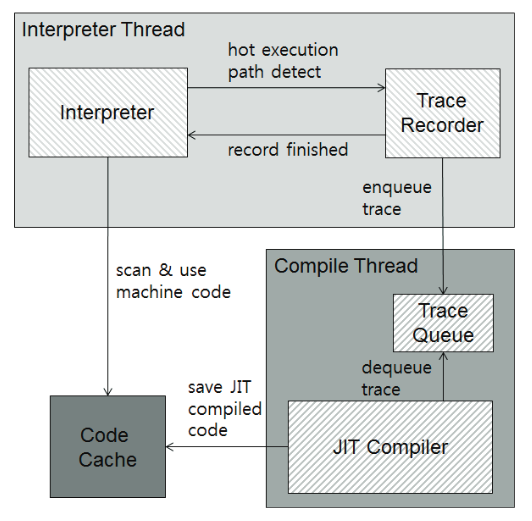 Interpreter Thread
hot execution
path detect
Interpreter
Trace
Recorder
record finished
enqueue
trace
scan & use
machine code
Compile Thread
Trace
Queue
dequeue
trace
save JIT
compiled
code
Code
Cache
JIT Compiler